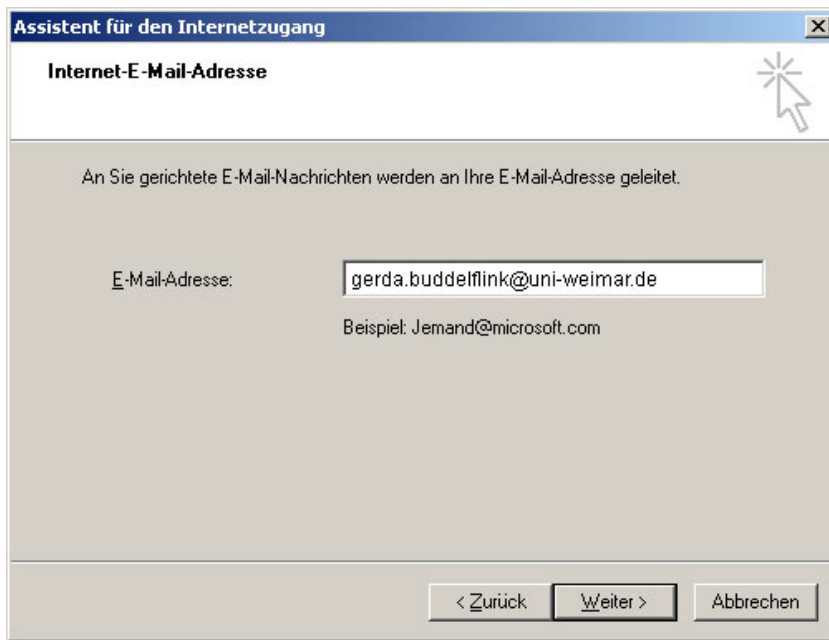 Assistent für den Internetzugang
Internet-E-Mail-Adresse
An Sie gerichtete E-Mail-Nachrichten werden an Ihre E-Mail-Adresse geleitet.
E-Mail-Adresse: gerda.buddelflink@uni-weimar.de
Beispiel: Jemand@microsoft.com
< Zurück Weiter > Abbrechen